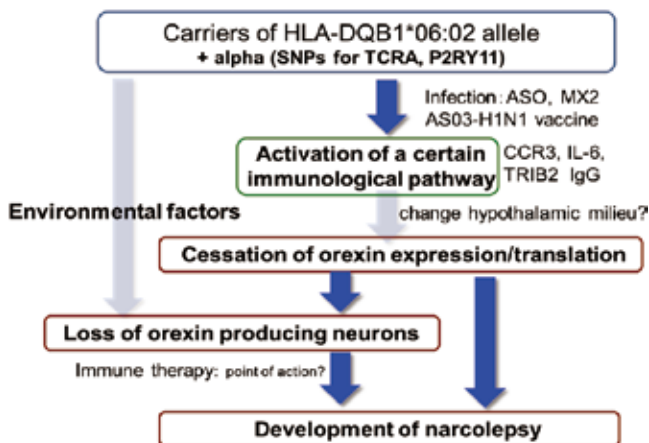 Carriers of HLA-DQB1*06:02 allele
+ alpha (SNPs for TCRA, P2RY11)
Infection: ASO, MX2
AS03-H1N1 vaccine
Activation of a certain
immunological pathway
CCR3, IL-6,
TRIB2 IgG
Environmental factors
change hypothalamic milieu?
Cessation of orexin expression/translation
Loss of orexin producing neurons
Immune therapy: point of action?
Development of narcolepsy